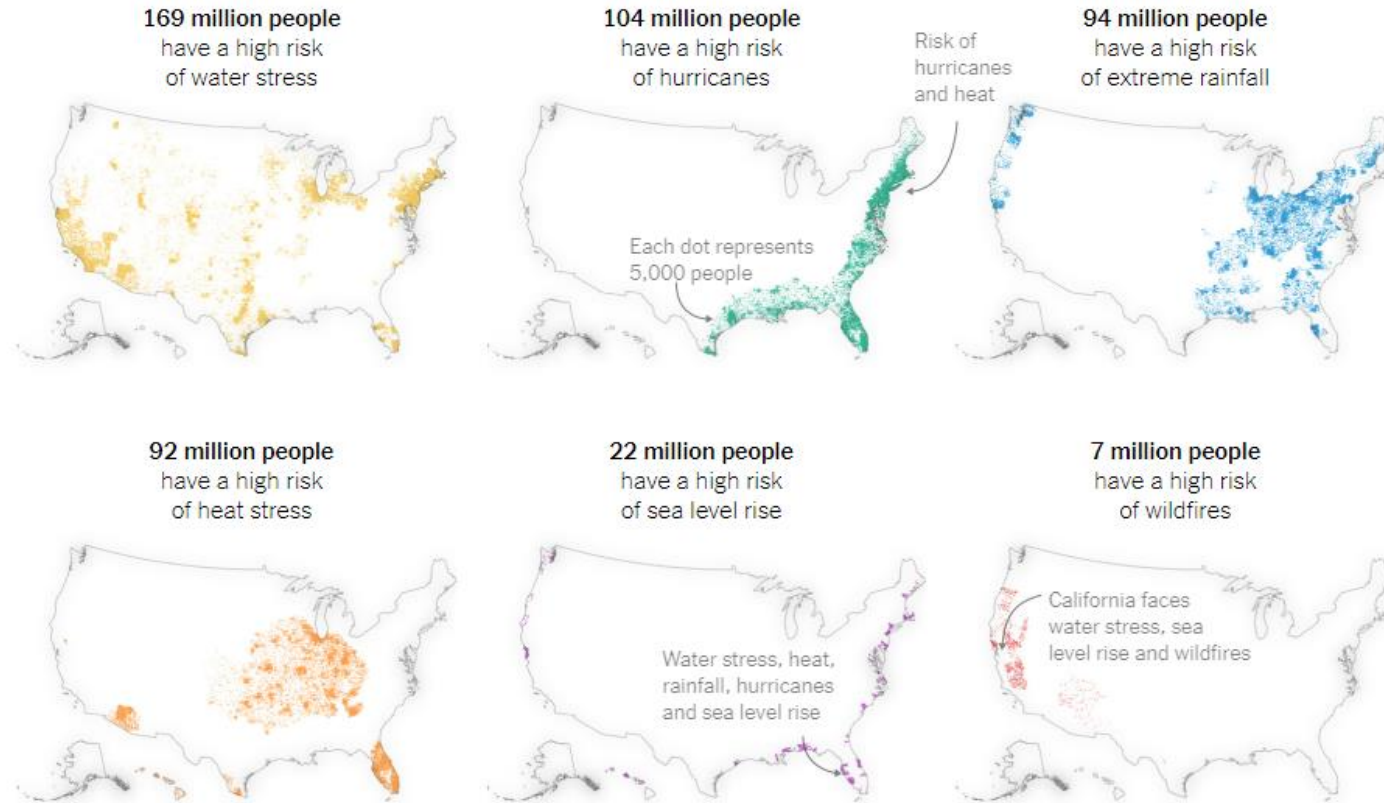 169 million people
have a high risk
of water stress
104 million people
have a high risk
of hurricanes
Risk of
hurricanes
and heat
Each dot represents
5,000 people
94 million people
have a high risk
of extreme rainfall
92 million people
have a high risk
of heat stress
22 million people
have a high risk
of sea level rise
Water stress, heat,
rainfall, hurricanes
and sea level rise
7 million people
have a high risk
of wildfires
California faces
water stress, sea
level rise and wildfires